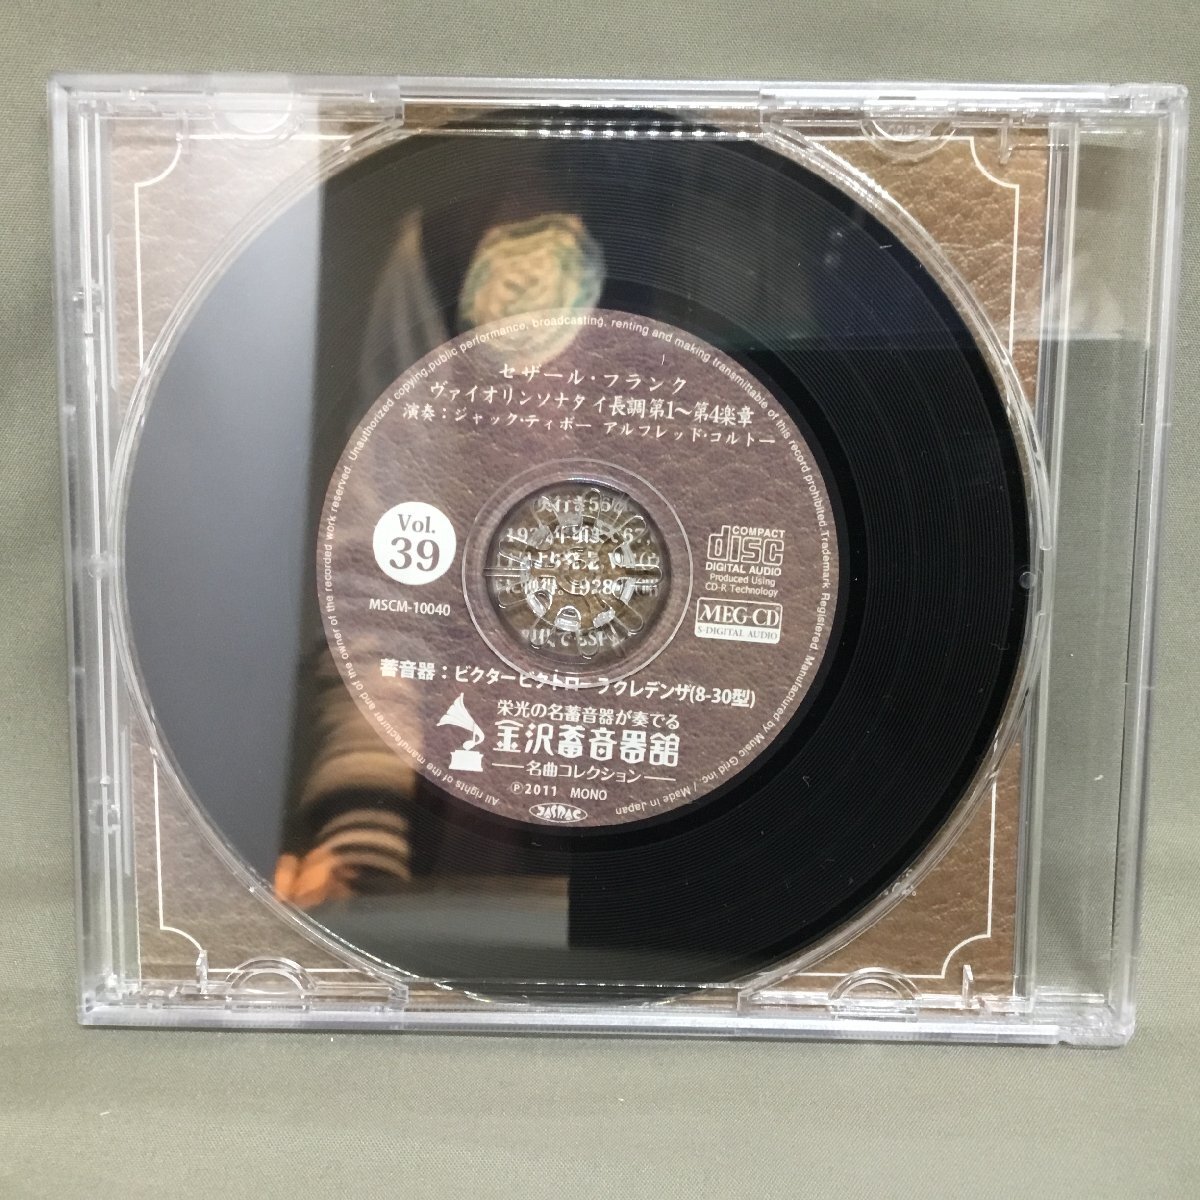 Unauthorized copying, public performance, broadcasting, renting and making transmittable of this record prohibited. Trademark Registered. Manufactured by Music Grid inc. / Made in Japan
All rights of the manufacturer and of the owner of the recorded work reserved
セザール・フランク
ヴァイオリンソナタイ長調第1〜第4楽章
演奏：ジャック・ティボー アルフレッド・コルトー
Vol.
39
MSCM-10040
COMPACT
disc
DIGITAL AUDIO
Produced Using
CD-R Technology
MEG-CD
S-DIGITAL AUDIO
蓄音器：ビクタービクトローラクレデンザ(8-30型)
栄光の名蓄音器が奏でる
金沢蓄音器館
名曲コレクション
Ⓟ2011 MONO
JASRAC